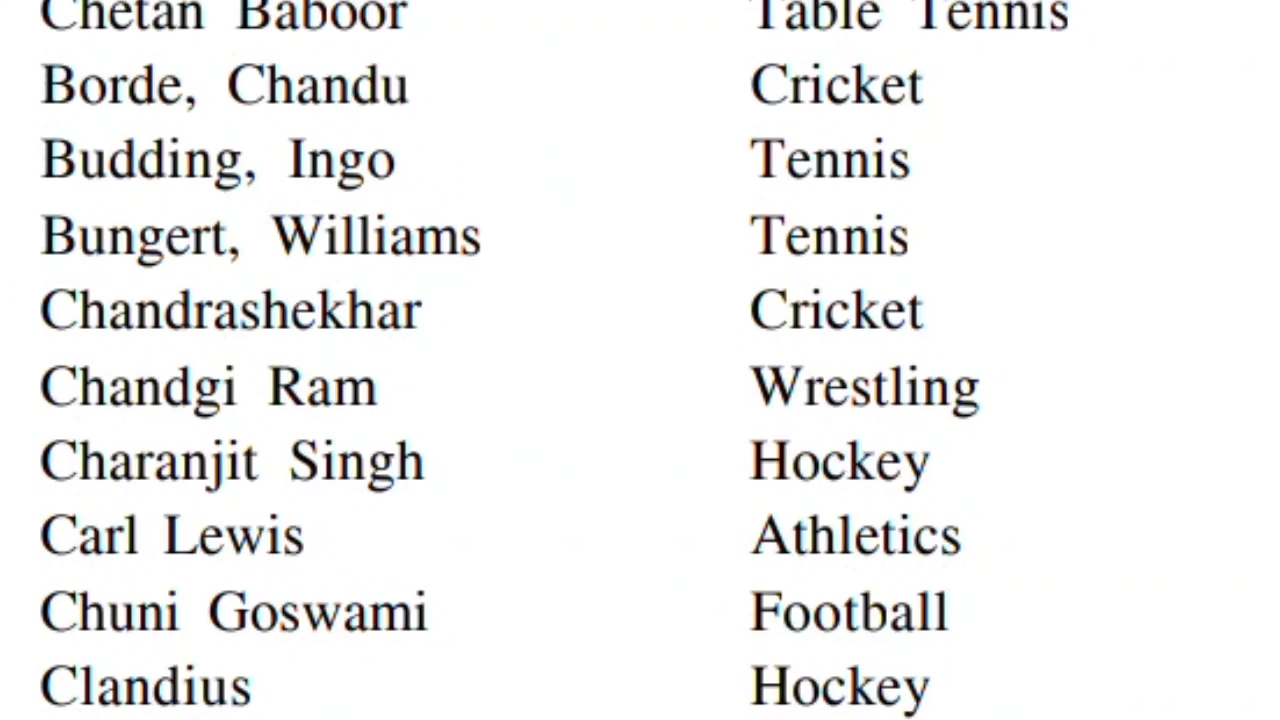 Chetan Baboor Table Tennis
Borde, Chandu Cricket
Budding, Ingo Tennis
Bungert, Williams Tennis
Chandrashekhar Cricket
Chandgi Ram Wrestling
Charanjit Singh Hockey
Carl Lewis Athletics
Chuni Goswami Football
Clandius Hockey